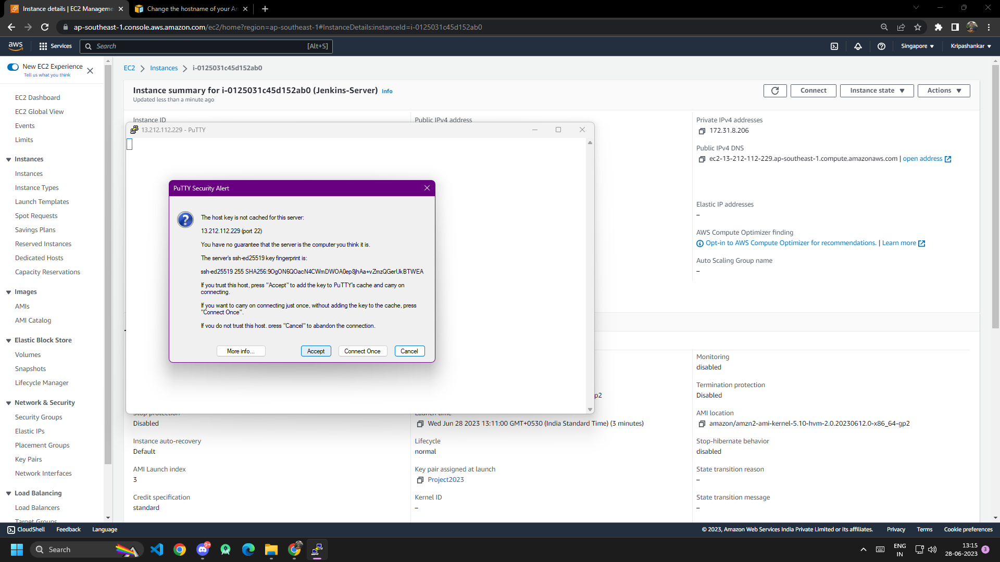 Instance details | EC2 Manageme
Change the hostname of your Am
ap-southeast-1.console.aws.amazon.com/ec2/home?region=ap-southeast-1#InstanceDetails:instanceId=i-0125031c45d152ab0
aws
Services
Search
[Alt+S]
Singapore
Kripashankar
New EC2 Experience
Tell us what you think
EC2 Dashboard
EC2 Global View
Events
Limits
Instances
Instances
Instance Types
Launch Templates
Spot Requests
Savings Plans
Reserved Instances
Dedicated Hosts
Capacity Reservations
Images
AMIs
AMI Catalog
Elastic Block Store
Volumes
Snapshots
Lifecycle Manager
Network & Security
Security Groups
Elastic IPs
Placement Groups
Key Pairs
Network Interfaces
Load Balancing
Load Balancers
Target Groups
EC2 > Instances > i-0125031c45d152ab0
Instance summary for i-0125031c45d152ab0 (Jenkins-Server) Info
Updated less than a minute ago
Connect
Instance state
Actions
Instance ID
Public IPv4 address
Private IPv4 addresses
172.31.8.206
Public IPv4 DNS
ec2-13-212-112-229.ap-southeast-1.compute.amazonaws.com | open address
Elastic IP addresses
–
AWS Compute Optimizer finding
Opt-in to AWS Compute Optimizer for recommendations. | Learn more
Auto Scaling Group name
–
13.212.112.229 - PuTTY
PuTTY Security Alert
The host key is not cached for this server:
13.212.112.229 (port 22)
You have no guarantee that the server is the computer you think it is.
The server's ssh-ed25519 key fingerprint is:
ssh-ed25519 255 SHA256:9OgON6QOacN4CWmDWOA0ep8jhAa+vZmzQGerUkBTWEA
If you trust this host, press "Accept" to add the key to PuTTY's cache and carry on
connecting.
If you want to carry on connecting just once, without adding the key to the cache, press
"Connect Once".
If you do not trust this host, press "Cancel" to abandon the connection.
More info...
Accept
Connect Once
Cancel
p2
Monitoring
disabled
Termination protection
Disabled
Stop protection
Disabled
Launch time
Wed Jun 28 2023 13:11:00 GMT+0530 (India Standard Time) (3 minutes)
AMI location
amazon/amzn2-ami-kernel-5.10-hvm-2.0.20230612.0-x86_64-gp2
Instance auto-recovery
Default
Lifecycle
normal
Stop-hibernate behavior
disabled
AMI Launch index
3
Key pair assigned at launch
Project2023
State transition reason
–
Credit specification
standard
Kernel ID
–
State transition message
–
CloudShell
Feedback
Language
© 2023, Amazon Web Services India Private Limited or its affiliates.
Privacy
Terms
Cookie preferences
Search
9+
ENG
IN
13:15
28-06-2023
3